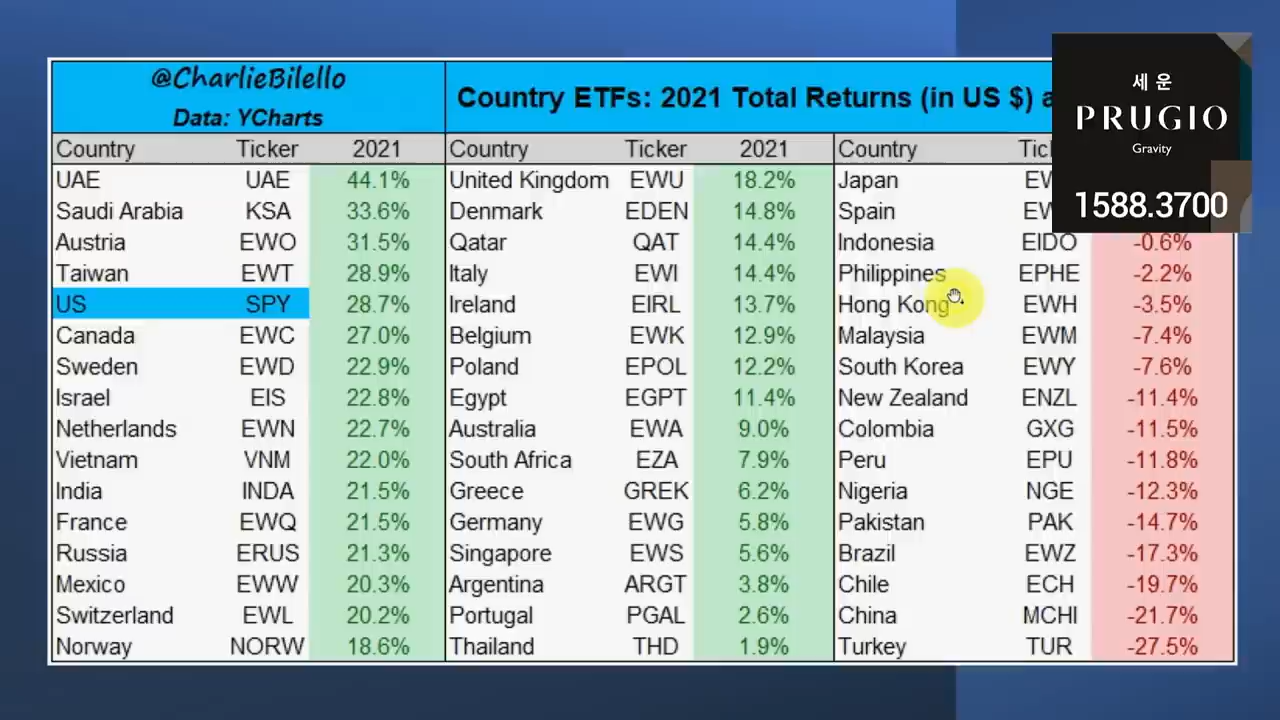 @CharlieBilello
Data: YCharts
Country ETFs: 2021 Total Returns (in US $)
세운
PRUGIO
Gravity
1588.3700
Country Ticker 2021 Country Ticker 2021 Country
UAE UAE 44.1% United Kingdom EWU 18.2% Japan
Saudi Arabia KSA 33.6% Denmark EDEN 14.8% Spain
Austria EWO 31.5% Qatar QAT 14.4% Indonesia EIDO -0.6%
Taiwan EWT 28.9% Italy EWI 14.4% Philippines EPHE -2.2%
US SPY 28.7% Ireland EIRL 13.7% Hong Kong EWH -3.5%
Canada EWC 27.0% Belgium EWK 12.9% Malaysia EWM -7.4%
Sweden EWD 22.9% Poland EPOL 12.2% South Korea EWY -7.6%
Israel EIS 22.8% Egypt EGPT 11.4% New Zealand ENZL -11.4%
Netherlands EWN 22.7% Australia EWA 9.0% Colombia GXG -11.5%
Vietnam VNM 22.0% South Africa EZA 7.9% Peru EPU -11.8%
India INDA 21.5% Greece GREK 6.2% Nigeria NGE -12.3%
France EWQ 21.5% Germany EWG 5.8% Pakistan PAK -14.7%
Russia ERUS 21.3% Singapore EWS 5.6% Brazil EWZ -17.3%
Mexico EWW 20.3% Argentina ARGT 3.8% Chile ECH -19.7%
Switzerland EWL 20.2% Portugal PGAL 2.6% China MCHI -21.7%
Norway NORW 18.6% Thailand THD 1.9% Turkey TUR -27.5%